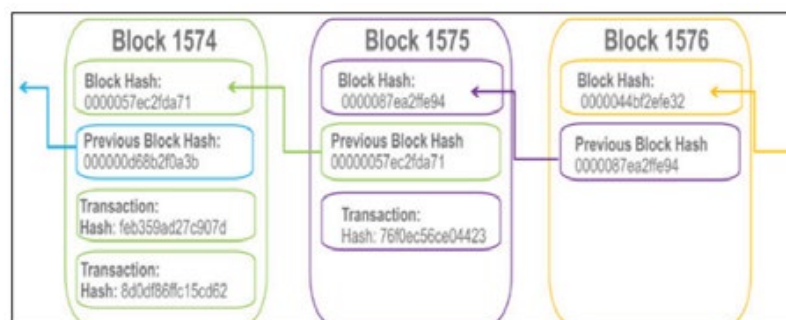 Block 1574
Block Hash:
0000057ec2fda71
Previous Block Hash:
000000d68b2f0a3b
Transaction:
Hash: feb359ad27c907d
Transaction:
Hash: 8d0df86ffc15cd62
Block 1575
Block Hash:
0000087ea2ffe94
Previous Block Hash
00000057ec2fda71
Transaction:
Hash: 76f0ec56ce04423
Block 1576
Block Hash:
0000044bf2efe32
Previous Block Hash
0000087ea2ffe94